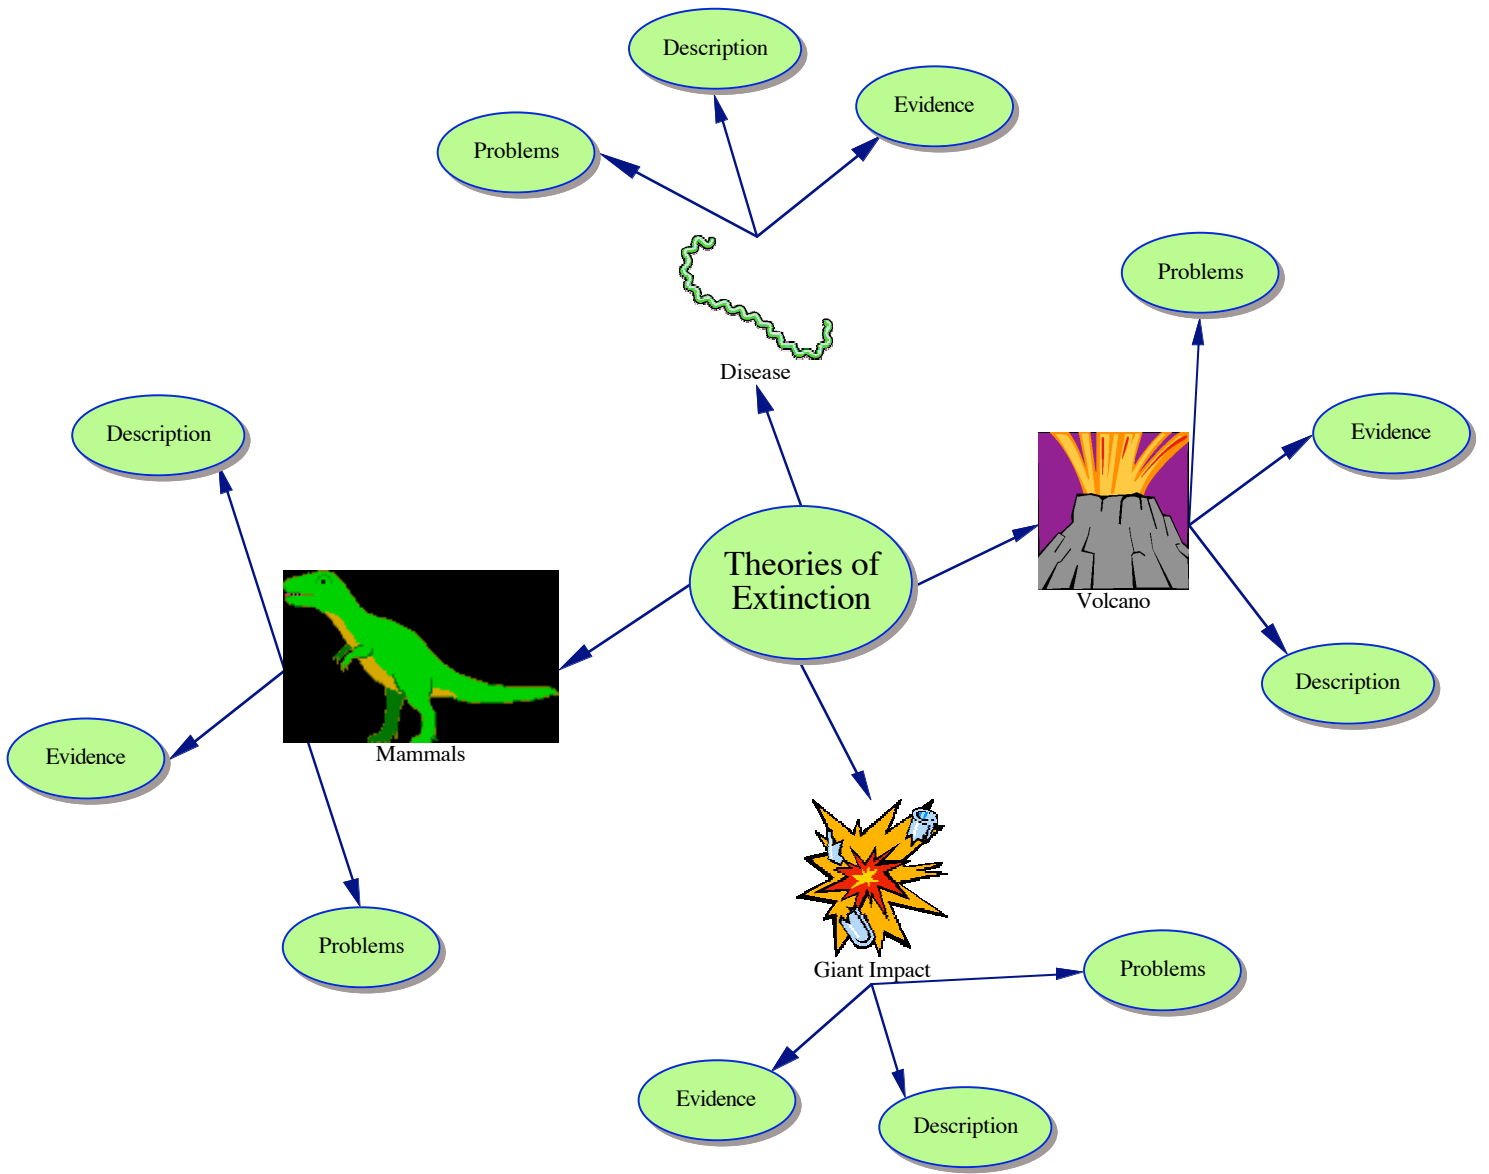 Description
Evidence
Problems
Problems
Disease
Description
Evidence
Theories of
Extinction
Volcano
Description
Mammals
Evidence
Problems
Giant Impact
Problems
Evidence
Description